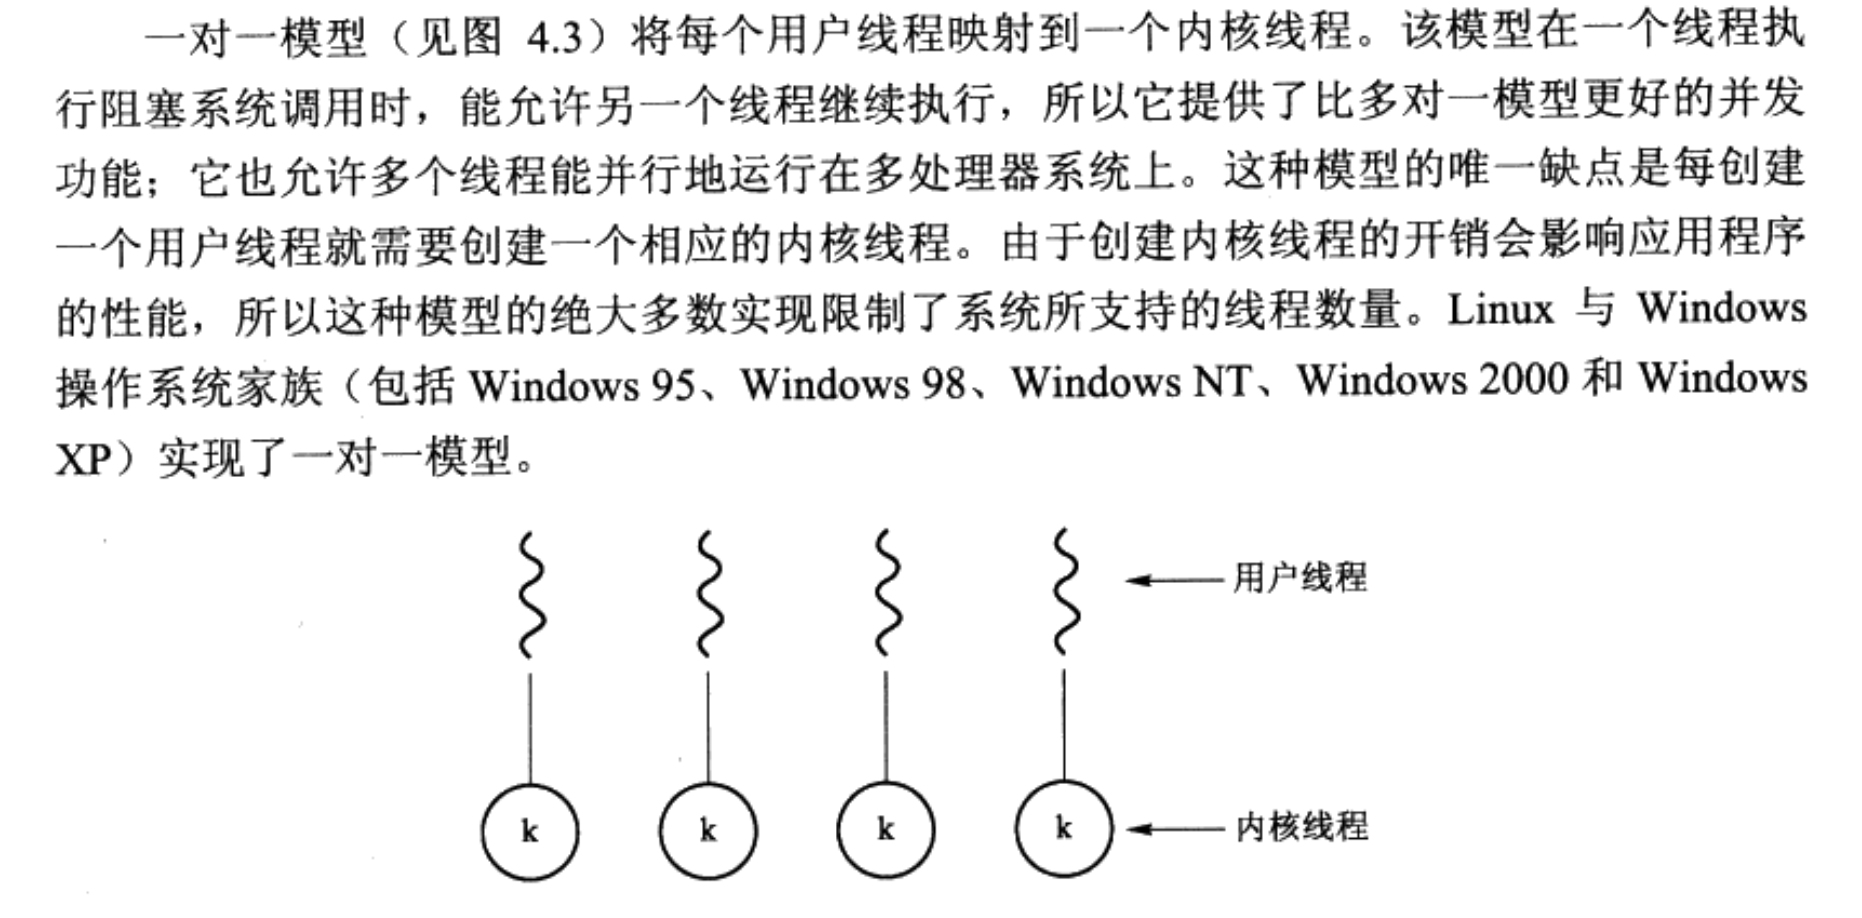 一对一模型（见图 4.3）将每个用户线程映射到一个内核线程。该模型在一个线程执
行阻塞系统调用时，能允许另一个线程继续执行，所以它提供了比多对一模型更好的并发
功能；它也允许多个线程能并行地运行在多处理器系统上。这种模型的唯一缺点是每创建
一个用户线程就需要创建一个相应的内核线程。由于创建内核线程的开销会影响应用程序
的性能，所以这种模型的绝大多数实现限制了系统所支持的线程数量。Linux 与 Windows
操作系统家族（包括 Windows 95、Windows 98、Windows NT、Windows 2000 和 Windows
XP）实现了一对一模型。
用户线程
k k k k
内核线程